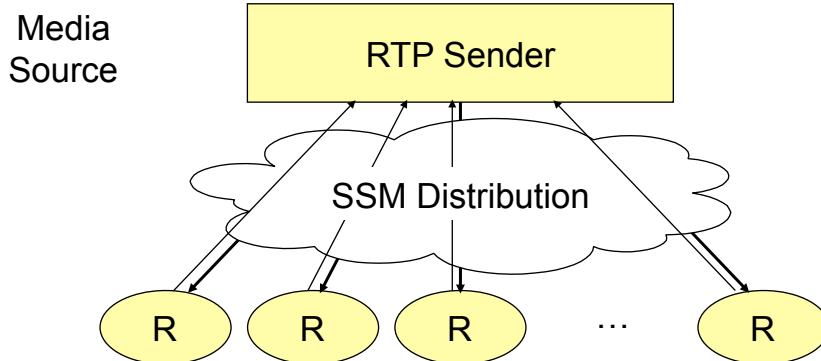 Media
Source
RTP Sender
SSM Distribution
R R R … R